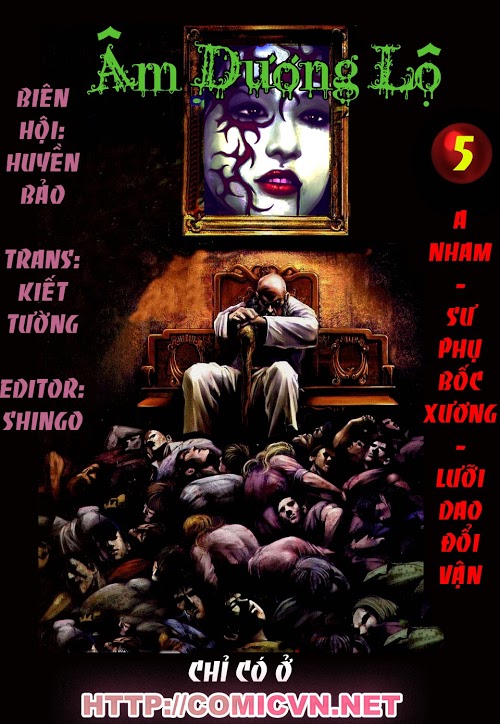 Âm Dương Lộ
BIÊN
HỘI:
HUYỀN
BẢO
TRANS:
KIẾT
TƯỜNG
EDITOR:
SHINGO
5
A
NHAM
-
SƯ
PHỤ
BỐC
XƯƠNG
-
LƯỠI
DAO
ĐỔI
VẬN
CHỈ CÓ Ở
HTTP://COMICVN.NET